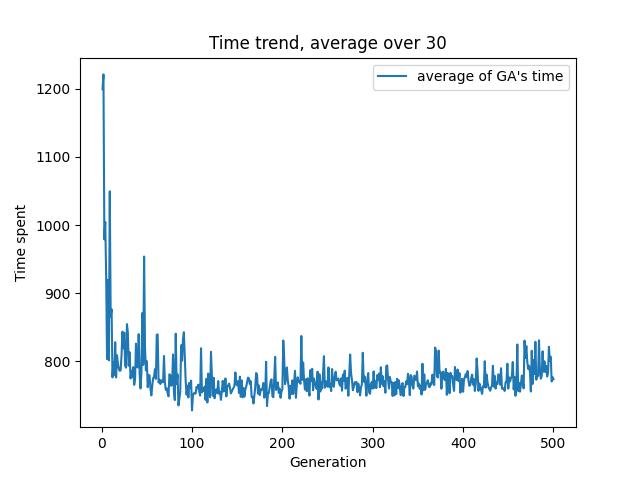 Time trend, average over 30
average of GA's time
Time spent
1200
1100
1000
900
800
0 100 200 300 400 500
Generation